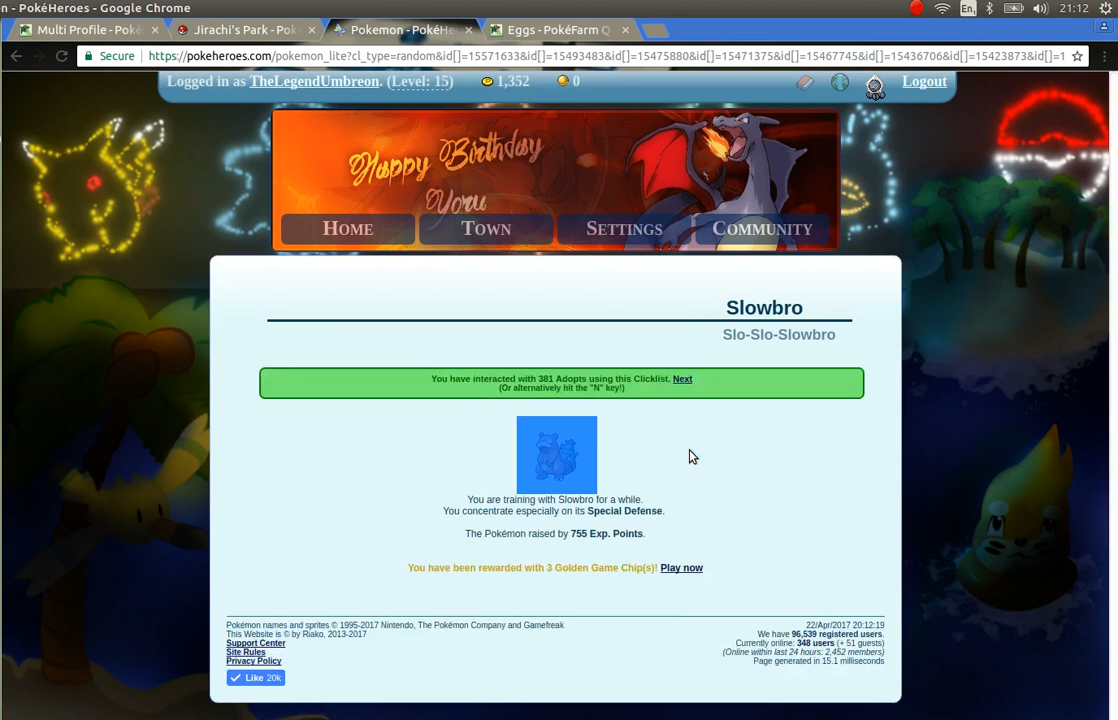 n - PokéHeroes - Google Chrome
En
21:12
Multi Profile - Poké
Jirachi's Park - Pok
Pokemon - PokéHe
Eggs - PokéFarm Q
Secure
https://pokeheroes.com/pokemon_lite?cl_type=random&id[]=15571633&id[]=15493483&id[]=15475880&id[]=15471375&id[]=15467745&id[]=15436706&id[]=15423873&id[]=1
Logged in as TheLegendUmbreon. (Level: 15)
1,352
0
Logout
Happy Birthday
Yoru
Home
Town
Settings
Community
Slowbro
Slo-Slo-Slowbro
You have interacted with 381 Adopts using this Clicklist. Next
(Or alternatively hit the "N" key!)
You are training with Slowbro for a while.
You concentrate especially on its Special Defense.
The Pokémon raised by 755 Exp. Points.
You have been rewarded with 3 Golden Game Chip(s)! Play now
Pokémon names and sprites © 1995-2017 Nintendo, The Pokémon Company and Gamefreak
This Website is © by Riako, 2013-2017
Support Center
Site Rules
Privacy Policy
Like 20k
22/Apr/2017 20:12:19
We have 96,539 registered users.
Currently online: 348 users (+ 51 guests)
(Online within last 24 hours: 2,452 members)
Page generated in 15.1 milliseconds